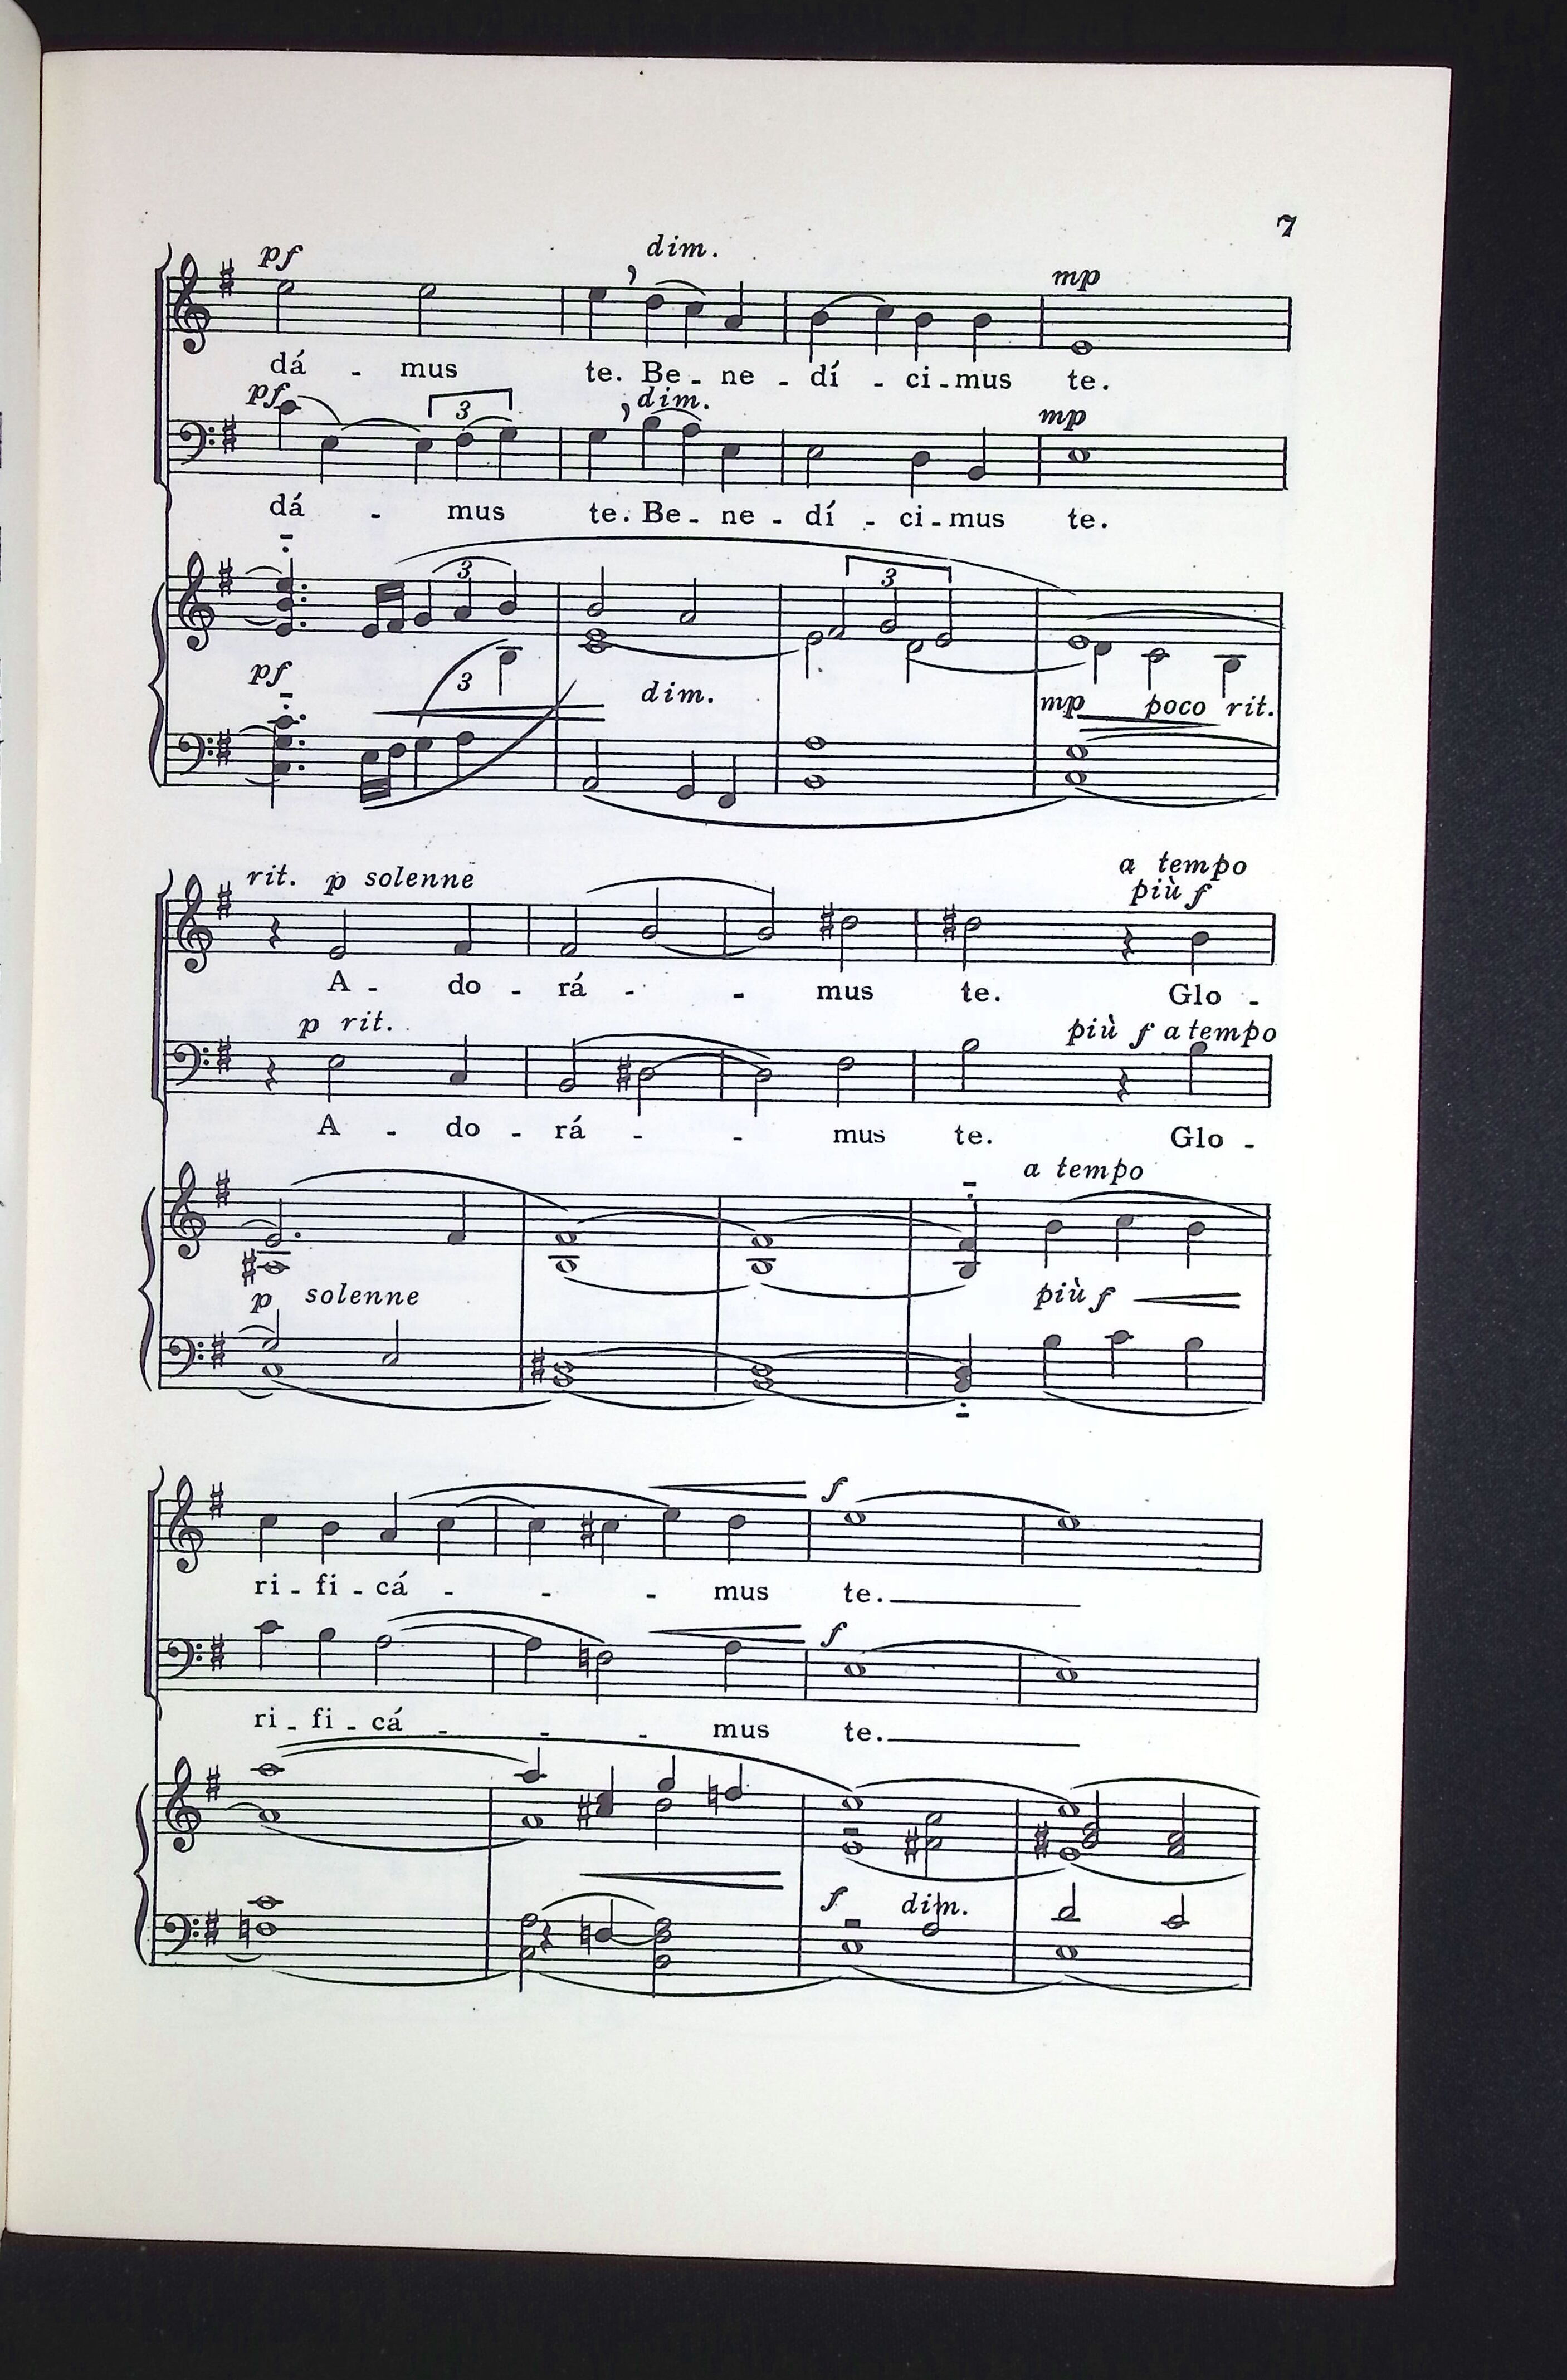 7
pf dim. mp
dá - mus te. Be - ne - dí - ci - mus te.
pf 3 dim. mp
dá - mus te. Be - ne - dí - ci - mus te.
3 3
pf 3 dim. mp poco rit.
rit. p solenne a tempo
più f
A - do - rá - - mus te. Glo -
p rit. più f a tempo
A - do - rá - - mus te. Glo -
a tempo
p solenne più f
f
ri - fi - cá - - - mus te.
f
ri - fi - cá - - - mus te.
f dim.